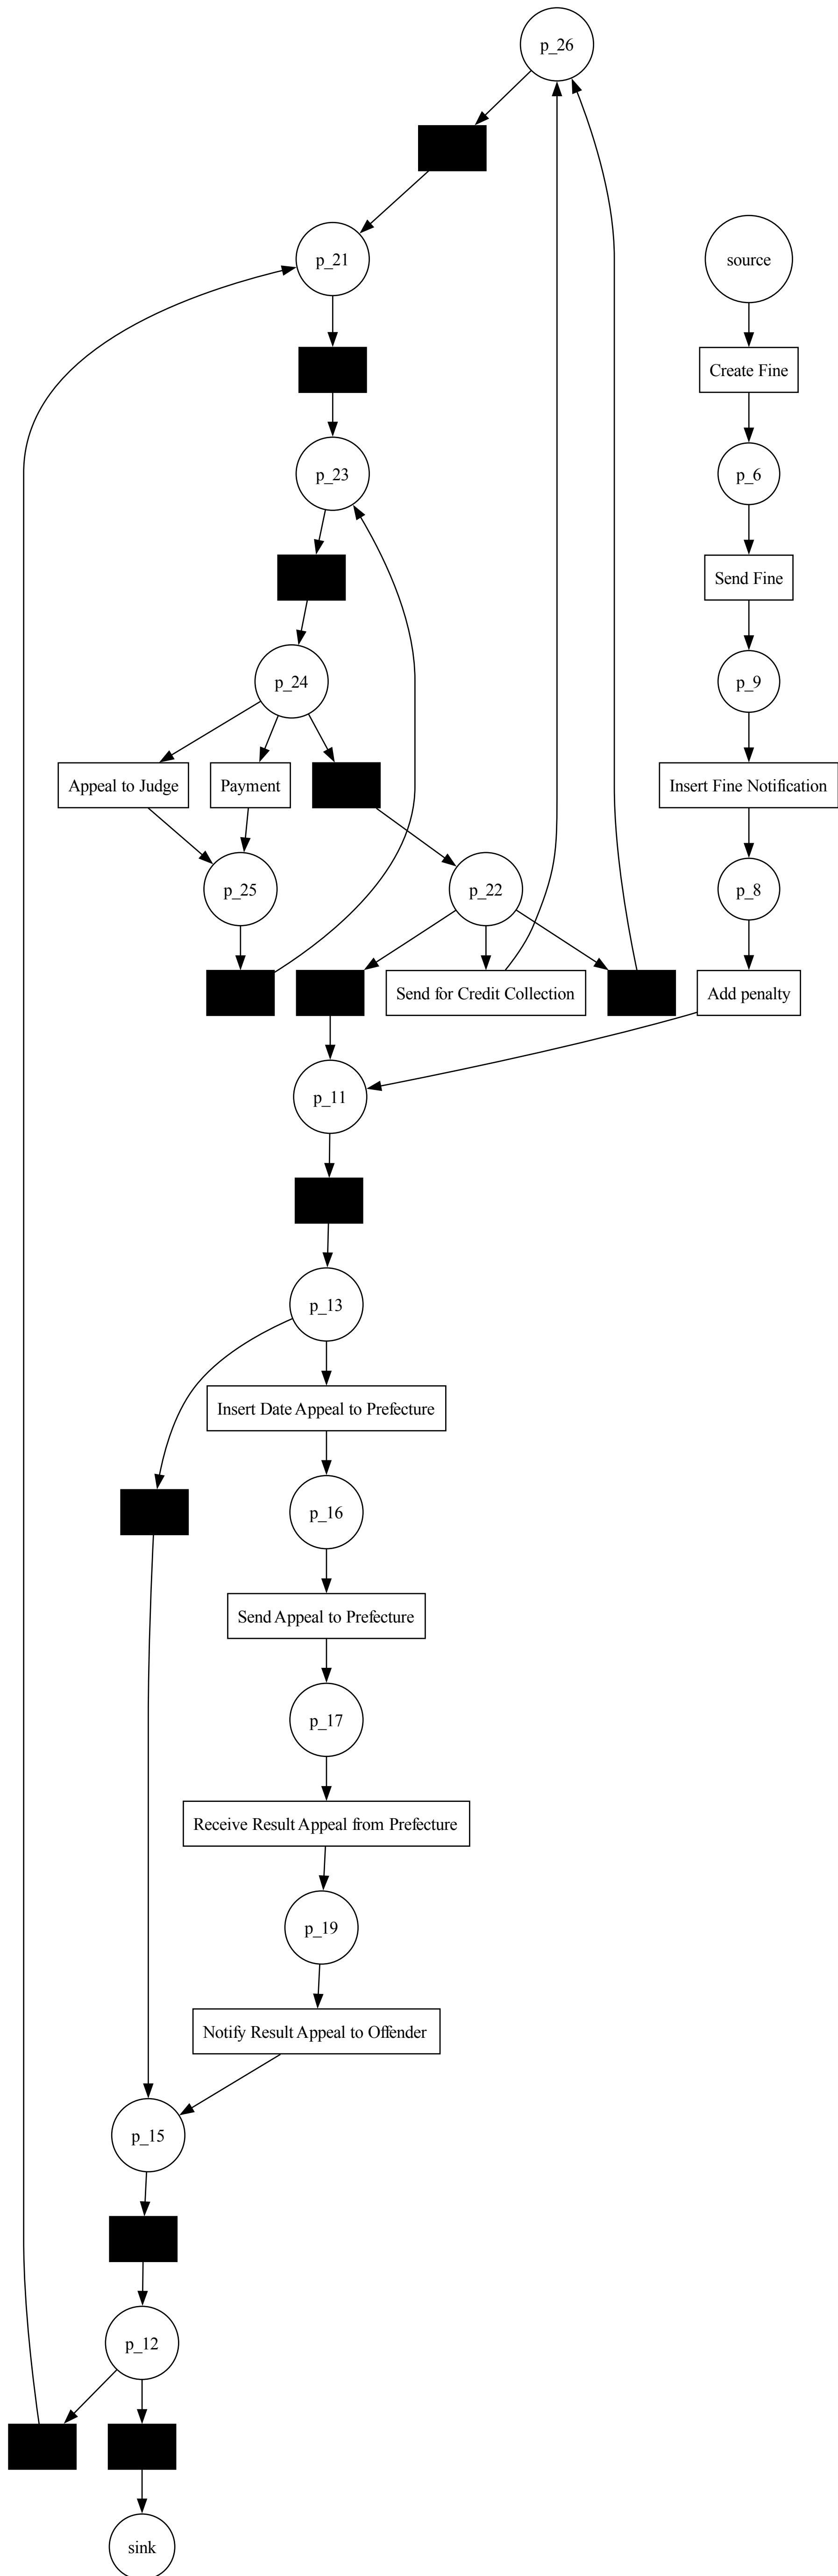 p_26
p_21
source
Create Fine
p_23
p_6
Send Fine
p_24
p_9
Appeal to Judge
Payment
Insert Fine Notification
p_25
p_22
p_8
Send for Credit Collection
Add penalty
p_11
p_13
Insert Date Appeal to Prefecture
p_16
Send Appeal to Prefecture
p_17
Receive Result Appeal from Prefecture
p_19
Notify Result Appeal to Offender
p_15
p_12
sink